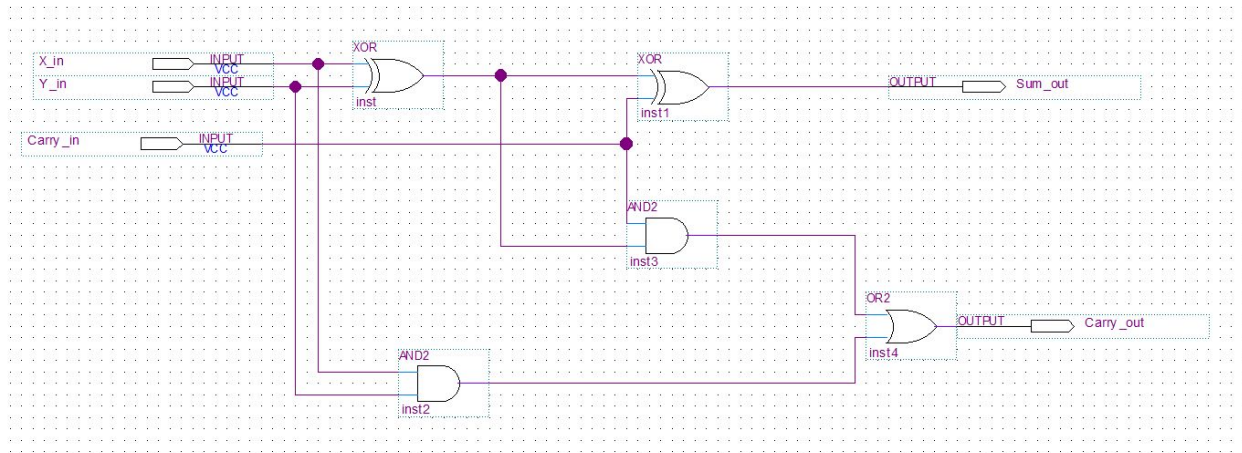 XOR
X_in
INPUT
VCC
Y_in
INPUT
VCC
inst
XOR
inst1
OUTPUT
Sum_out
Carry_in
INPUT
VCC
AND2
inst3
OR2
inst4
OUTPUT
Carry_out
AND2
inst2